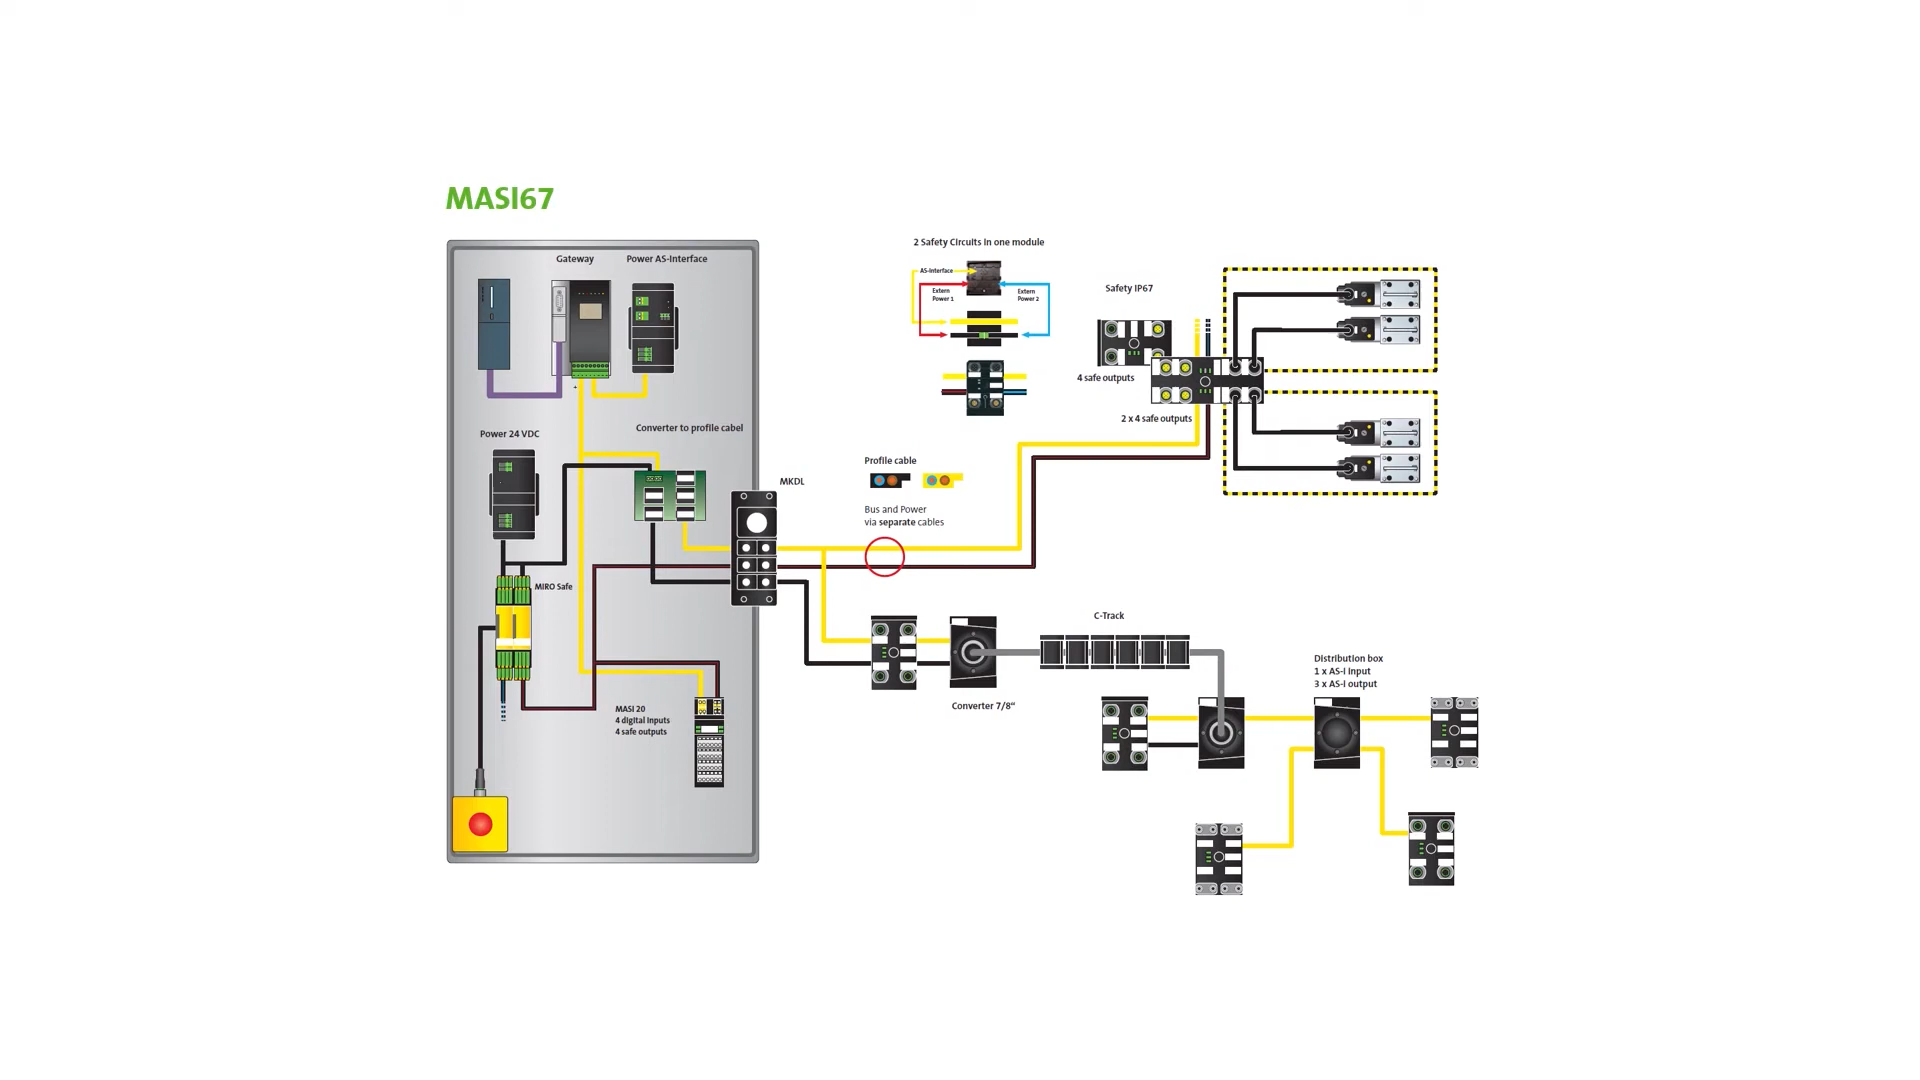 MASI67
Gateway
Power AS-Interface
Power 24 VDC
Converter to profile cabel
MIRO Safe
MASI 20
4 digital inputs
4 safe outputs
MKDL
2 Safety Circuits in one module
AS-Interface
Extern
Power 1
Extern
Power 2
Safety IP67
4 safe outputs
2 x 4 safe outputs
Profile cable
Bus and Power
via separate cables
C-Track
Converter 7/8“
Distribution box
1 x AS-I input
3 x AS-I output